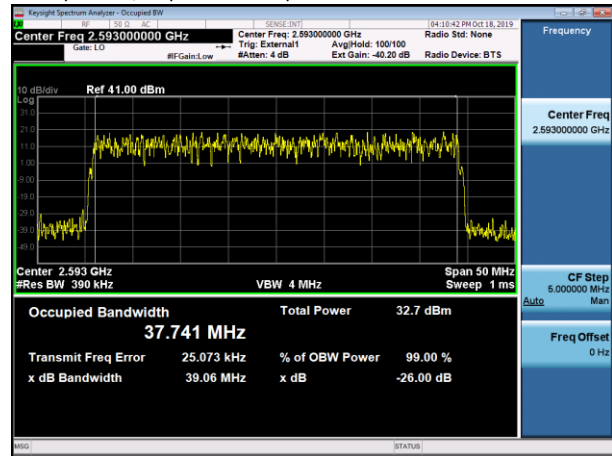 Keysight Spectrum Analyzer - Occupied BW
LXI RF 50 Ω AC SENSE:INT 04:10:42 PM Oct 18, 2019
Center Freq 2.593000000 GHz Center Freq: 2.593000000 GHz Radio Std: None Frequency
Gate: LO Trig: External1 Avg|Hold: 100/100
#IFGain:Low #Atten: 4 dB Ext Gain: -40.20 dB Radio Device: BTS
10 dB/div Ref 41.00 dBm
Log
31.0
21.0
11.0
1.00
-9.00
-19.0
-29.0
-39.0
-49.0
Center Freq
2.593000000 GHz
Center 2.593 GHz Span 50 MHz
#Res BW 390 kHz VBW 4 MHz Sweep 1 ms
CF Step
5.000000 MHz
Auto Man
Occupied Bandwidth Total Power 32.7 dBm
37.741 MHz
Transmit Freq Error 25.073 kHz % of OBW Power 99.00 %
x dB Bandwidth 39.06 MHz x dB -26.00 dB
Freq Offset
0 Hz
MSG STATUS